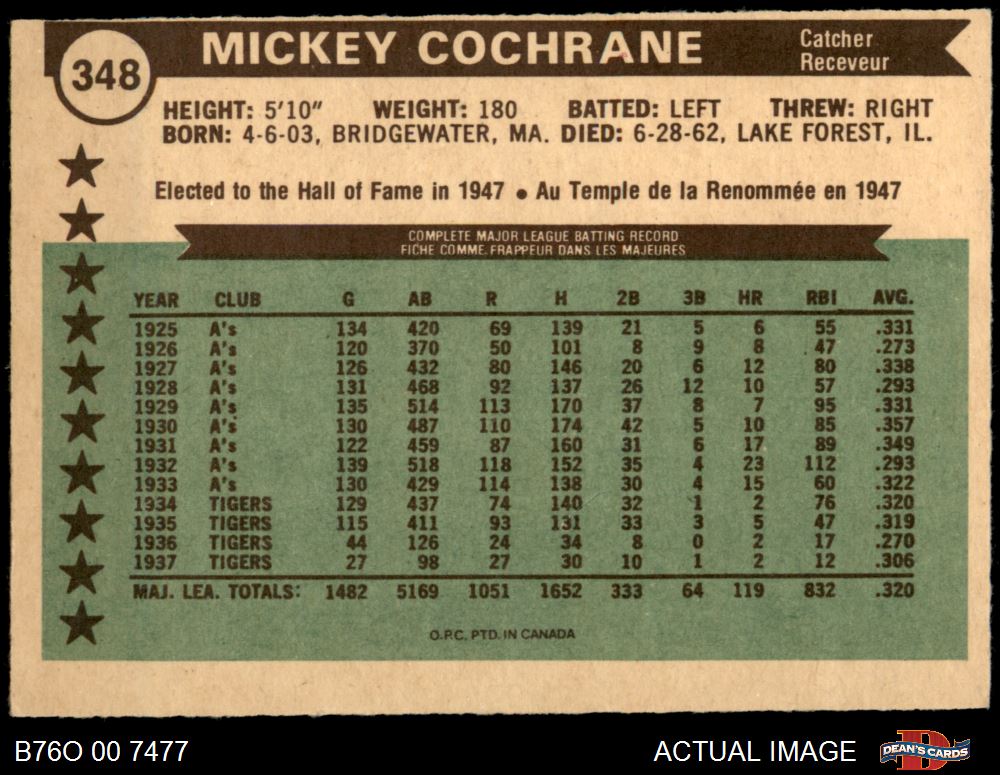 348
MICKEY COCHRANE
Catcher
Receveur
HEIGHT: 5'10" WEIGHT: 180 BATTED: LEFT THREW: RIGHT
BORN: 4-6-03, BRIDGEWATER, MA. DIED: 6-28-62, LAKE FOREST, IL.
Elected to the Hall of Fame in 1947 • Au Temple de la Renommée en 1947
COMPLETE MAJOR LEAGUE BATTING RECORD
FICHE COMME FRAPPEUR DANS LES MAJEURES
YEAR CLUB G AB R H 2B 3B HR RBI AVG.
1925 A's 134 420 69 139 21 5 6 55 .331
1926 A's 120 370 50 101 8 9 8 47 .273
1927 A's 126 432 80 146 20 6 12 80 .338
1928 A's 131 468 92 137 26 12 10 57 .293
1929 A's 135 514 113 170 37 8 7 95 .331
1930 A's 130 487 110 174 42 5 10 85 .357
1931 A's 122 459 87 160 31 6 17 89 .349
1932 A's 139 518 118 152 35 4 23 112 .293
1933 A's 130 429 114 138 30 4 15 60 .322
1934 TIGERS 129 437 74 140 32 1 2 76 .320
1935 TIGERS 115 411 93 131 33 3 5 47 .319
1936 TIGERS 44 126 24 34 8 0 2 17 .270
1937 TIGERS 27 98 27 30 10 1 2 12 .306
MAJ. LEA. TOTALS: 1482 5169 1051 1652 333 64 119 832 .320
O.P.C. PTD. IN CANADA
B76O 00 7477
ACTUAL IMAGE
DEAN'S CARDS